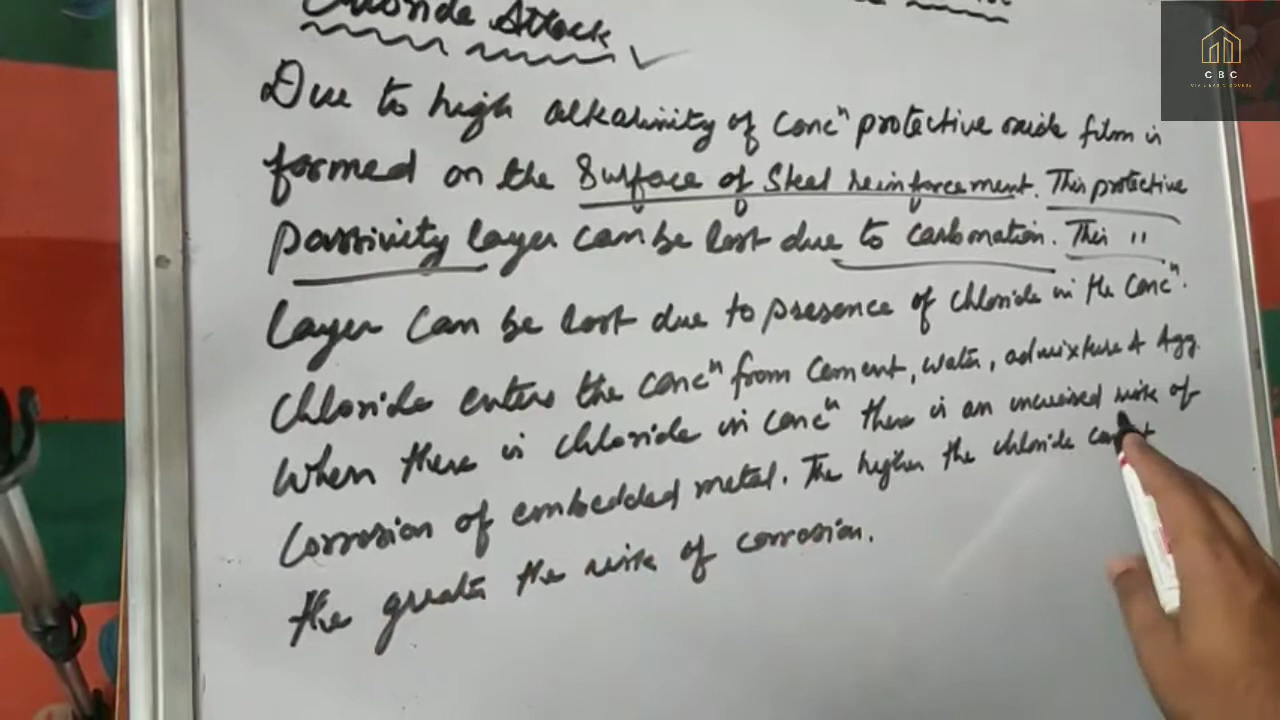 Chloride Attack
Due to high alkalinity of Concⁿ protective oxide film is
formed on the Surface of Steel reinforcement. This protective
passivity layer can be lost due to carbonation. This "
Layer can be lost due to presence of chloride in the Concⁿ.
Chloride enters the concⁿ from Cement, water, admixture & Agg.
When there is chloride in concⁿ there is an increased risk of
Corrosion of embedded metal. The higher the chloride
the greater the risk of corrosion.
CBC
CIVIL BASIC COURSE